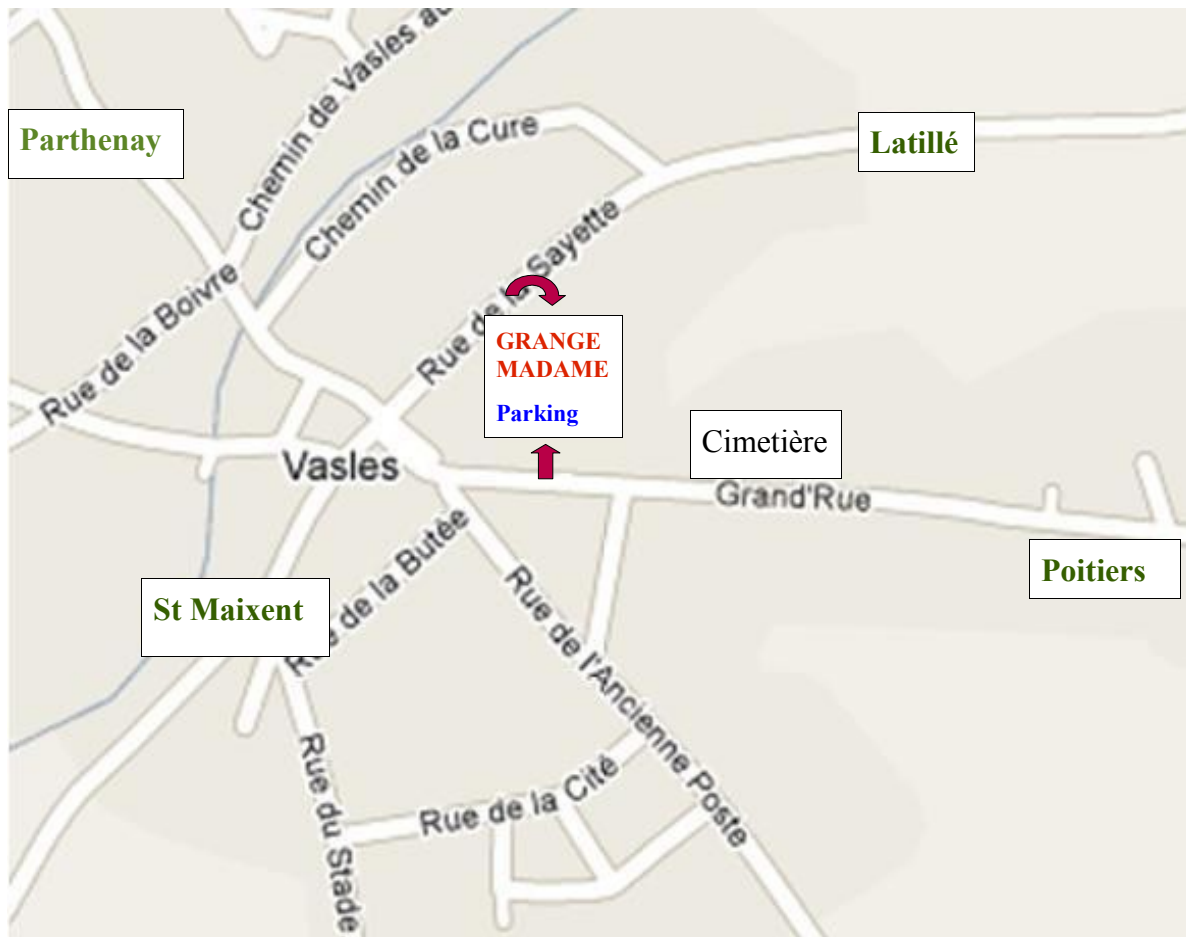 Chemin de Vasles au
Parthenay
Chemin de la Cure
Latillé
Rue de la Sayette
Rue de la Boivre
GRANGE
MADAME
Parking
Cimetière
Vasles
Grand'Rue
Rue de la Butée
Poitiers
St Maixent
Rue de l'Ancienne Poste
Rue du Stade
Rue de la Cité